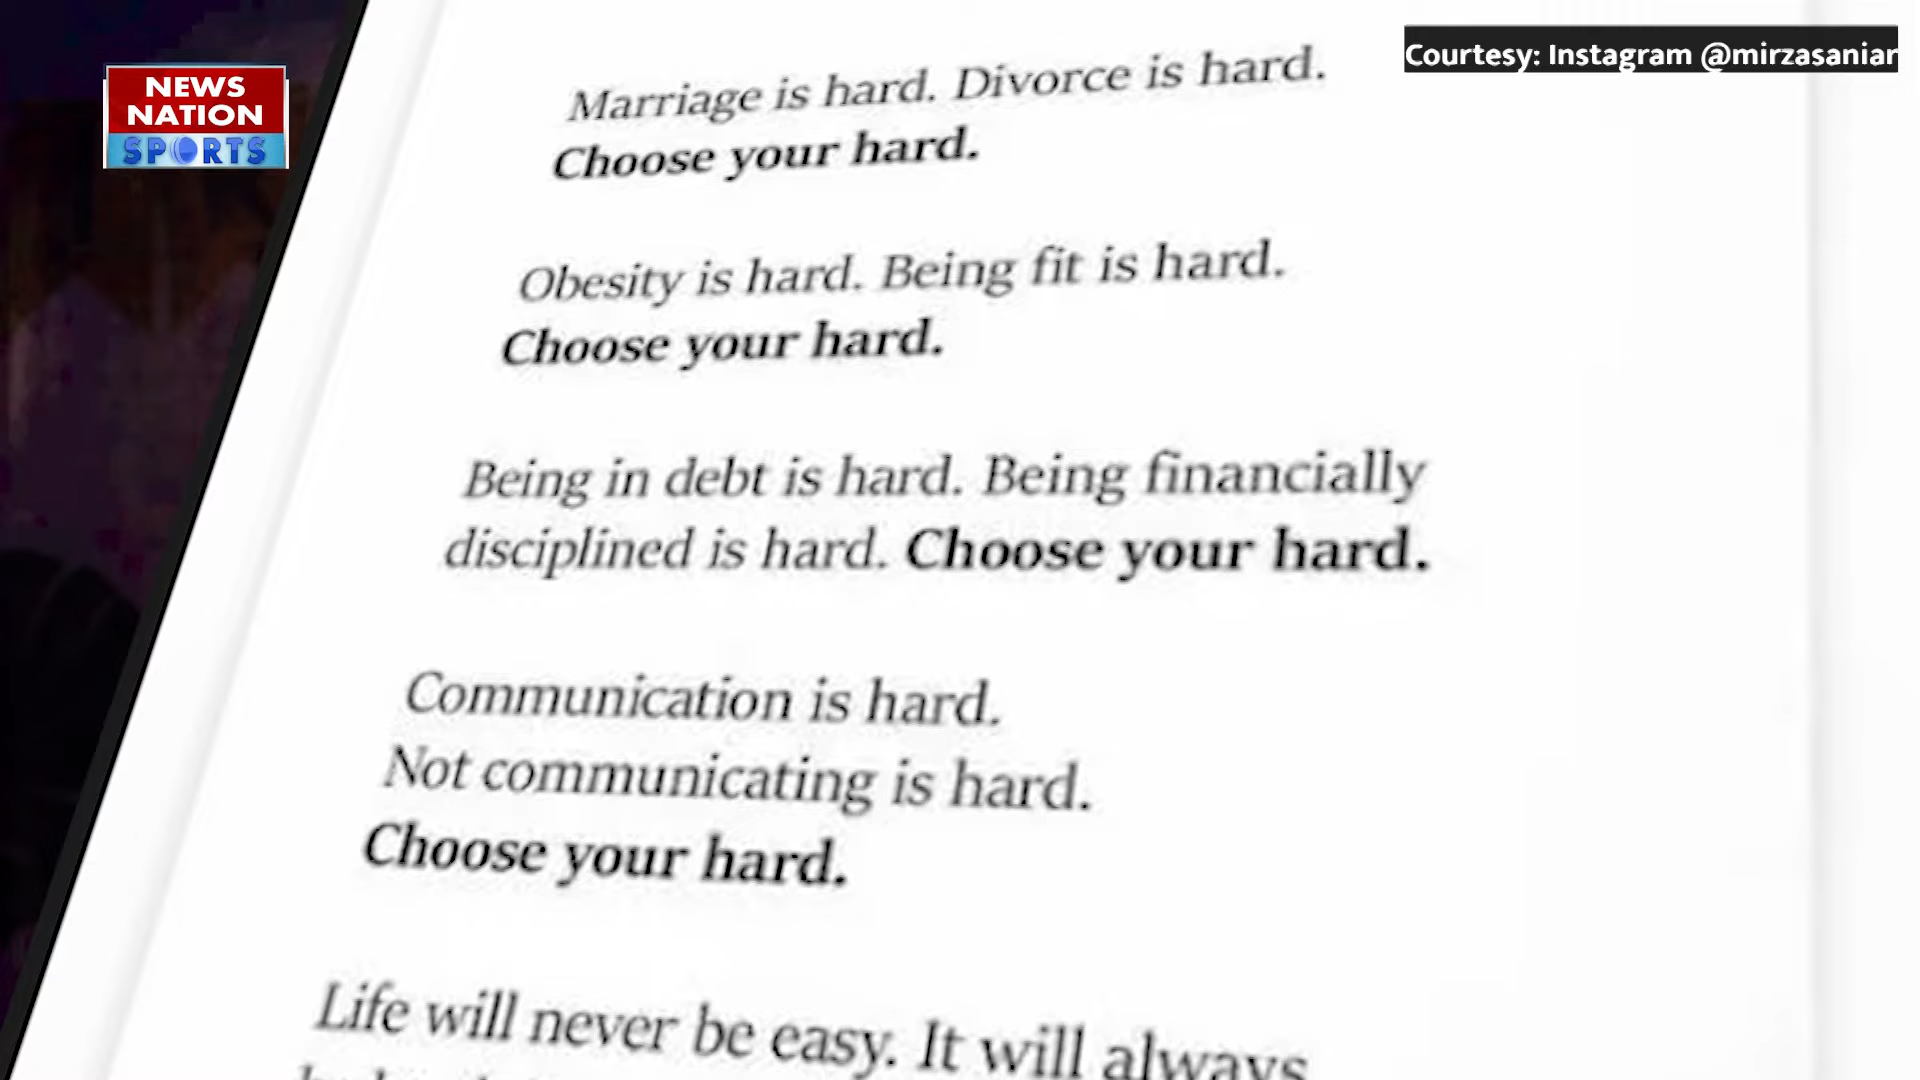 NEWS
NATION
SPORTS
Courtesy: Instagram @mirzasaniar
Marriage is hard. Divorce is hard.
Choose your hard.
Obesity is hard. Being fit is hard.
Choose your hard.
Being in debt is hard. Being financially
disciplined is hard. Choose your hard.
Communication is hard.
Not communicating is hard.
Choose your hard.
Life will never be easy. It will always